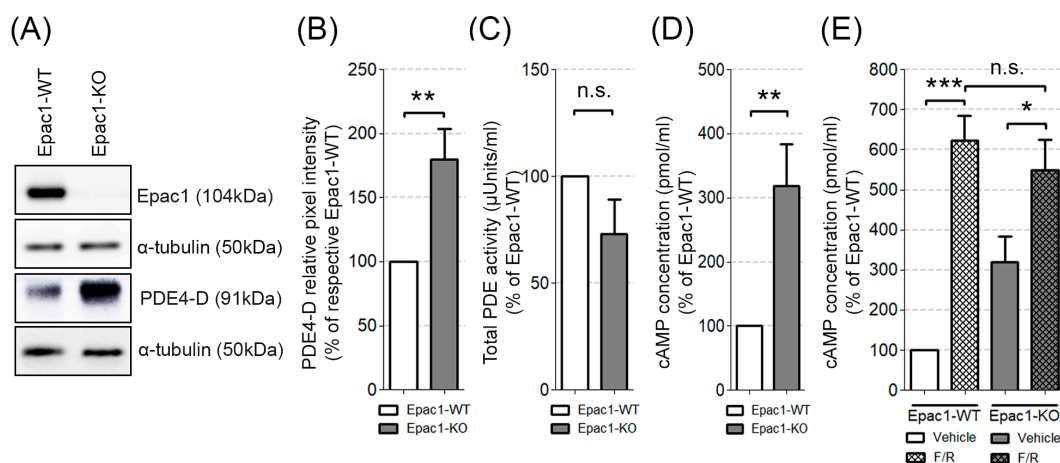 (A)
Epac1-WT
Epac1-KO
Epac1 (104kDa)
α-tubulin (50kDa)
PDE4-D (91kDa)
α-tubulin (50kDa)
(B)
PDE4-D relative pixel intensity
(% of respective Epac1-WT)
250
200
150
100
50
0
**
Epac1-WT
Epac1-KO
(C)
Total PDE activity (µUnits/ml)
(% of Epac1-WT)
150
100
50
0
n.s.
Epac1-WT
Epac1-KO
(D)
cAMP concentration (pmol/ml)
(% of Epac1-WT)
500
400
300
200
100
0
**
Epac1-WT
Epac1-KO
(E)
cAMP concentration (pmol/ml)
(% of Epac1-WT)
800
700
600
500
400
300
200
100
0
n.s.
***
*
Epac1-WT Epac1-KO
Vehicle Vehicle
F/R F/R